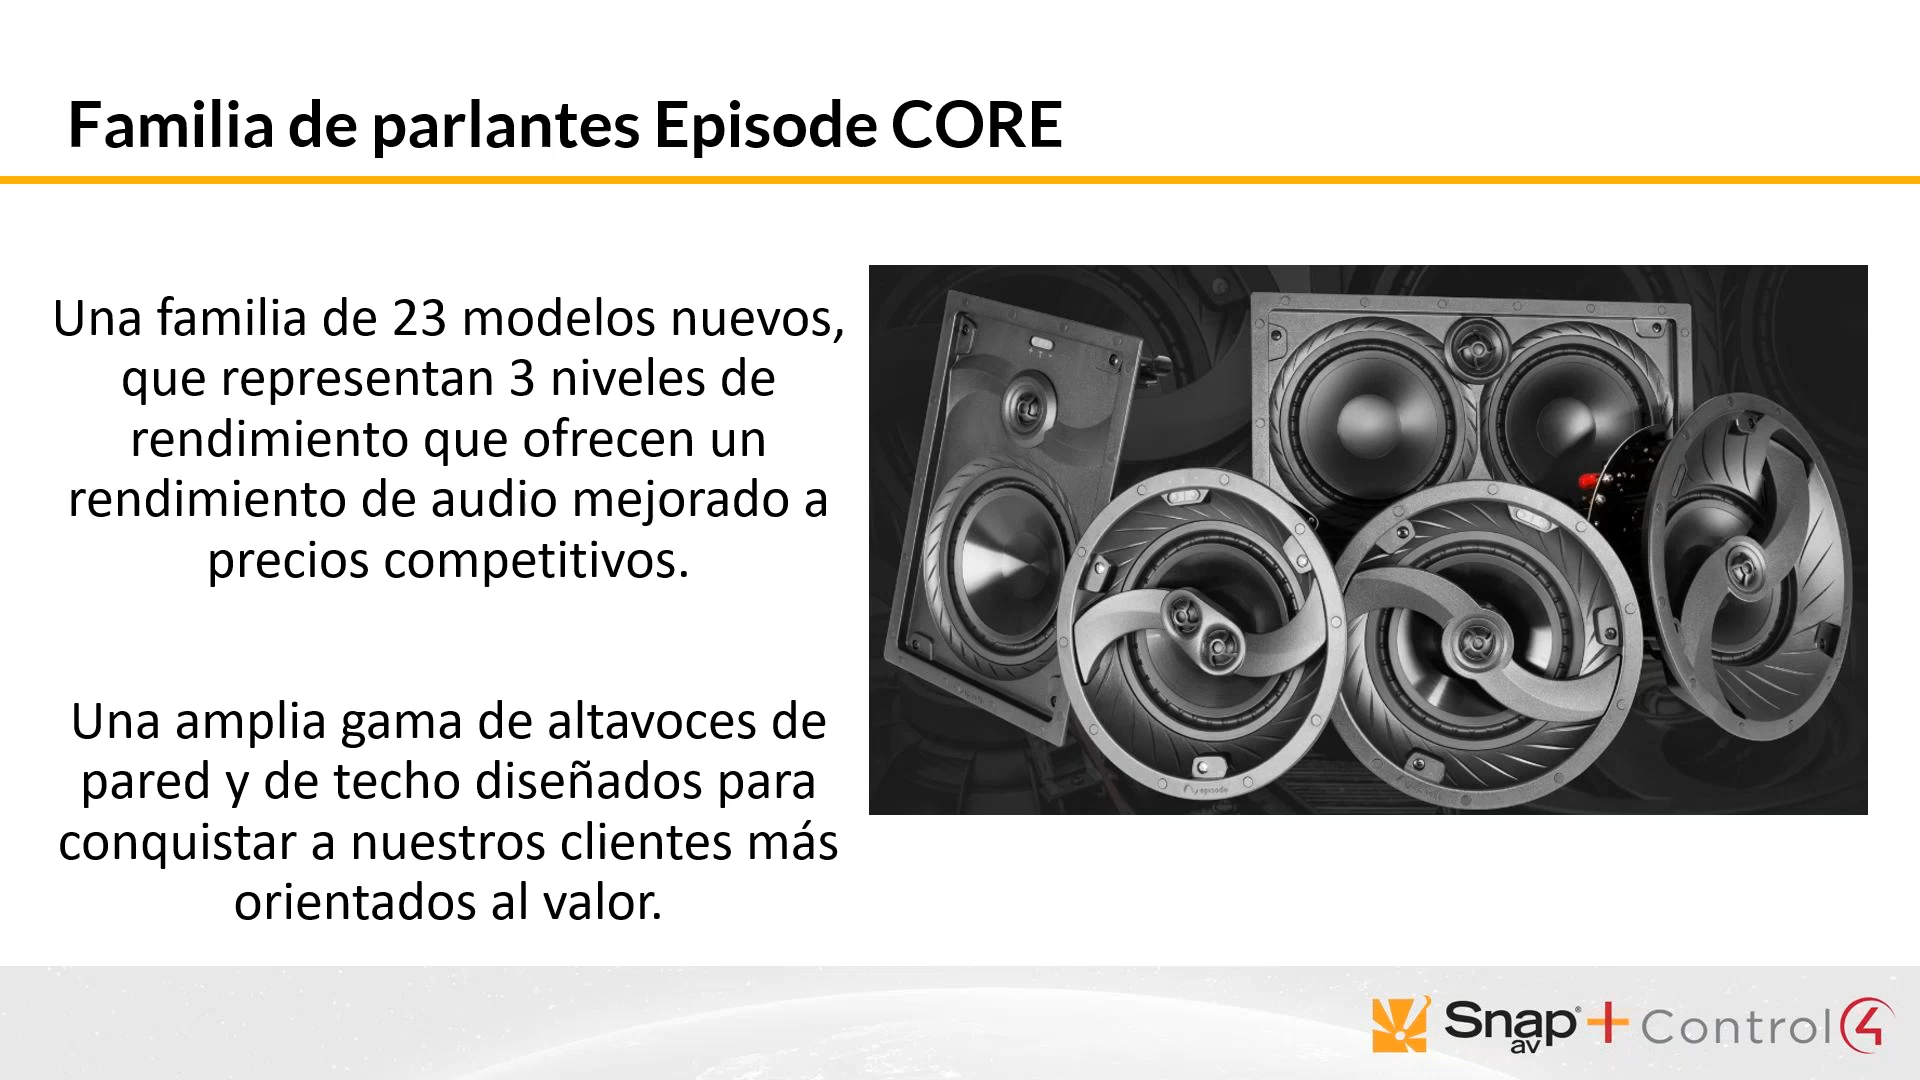 Familia de parlantes Episode CORE
Una familia de 23 modelos nuevos,
que representan 3 niveles de
rendimiento que ofrecen un
rendimiento de audio mejorado a
precios competitivos.
Una amplia gama de altavoces de
pared y de techo diseñados para
conquistar a nuestros clientes más
orientados al valor.
episode
Snap® av + Control4